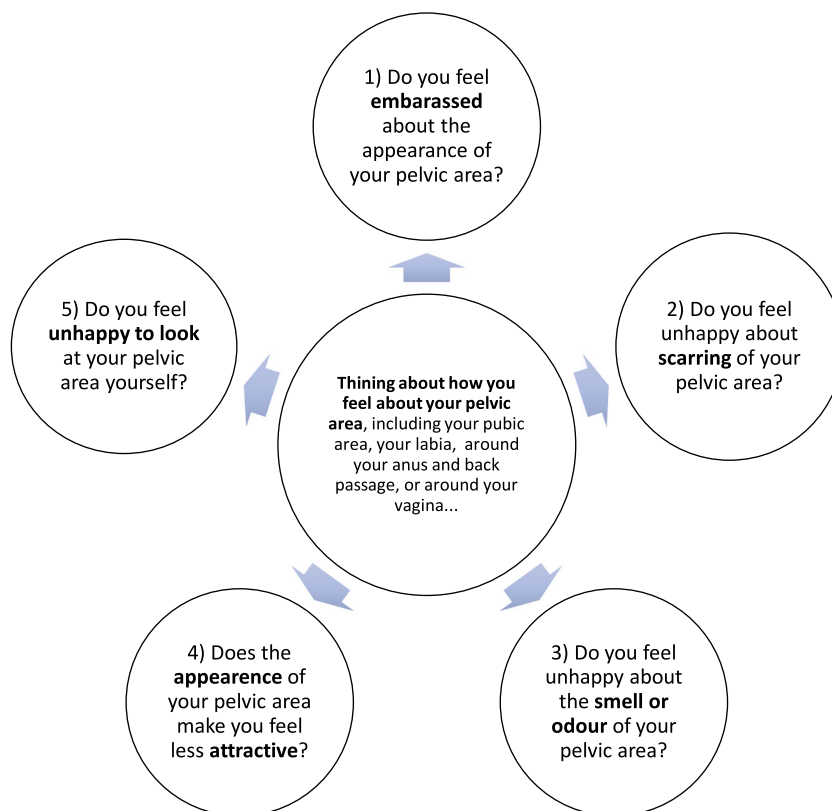 1) Do you feel
embarassed
about the
appearance of
your pelvic area?
2) Do you feel
unhappy about
scarring of your
pelvic area?
3) Do you feel
unhappy about
the smell or
odour of your
pelvic area?
4) Does the
appearence of
your pelvic area
make you feel
less attractive?
5) Do you feel
unhappy to look
at your pelvic
area yourself?
Thining about how you
feel about your pelvic
area, including your pubic
area, your labia, around
your anus and back
passage, or around your
vagina...